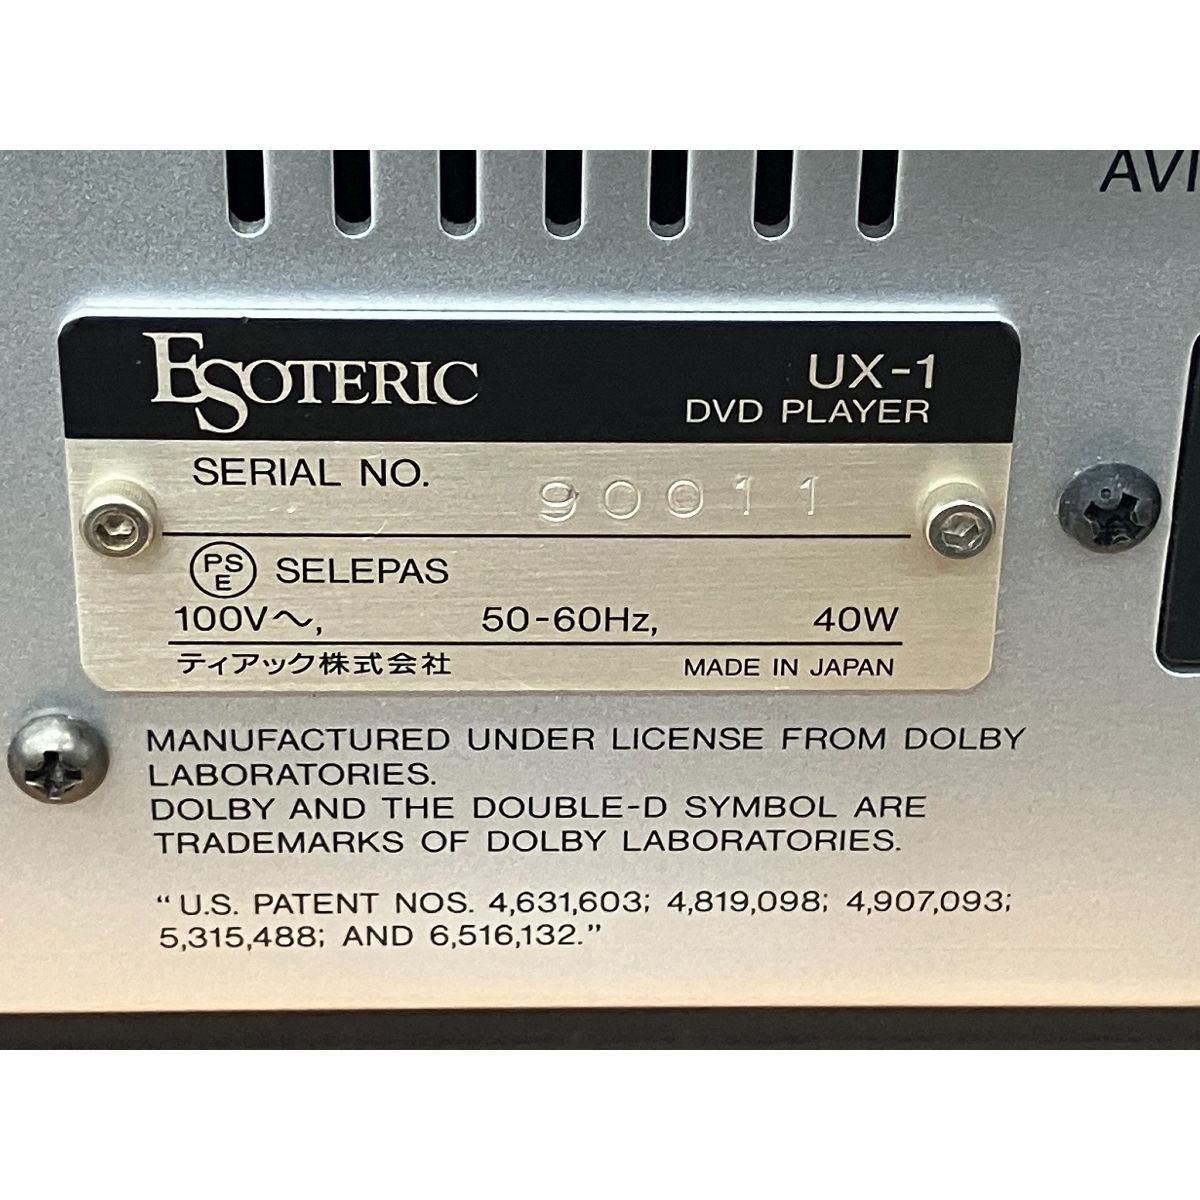 AVI
ESOTERIC
UX-1
DVD PLAYER
SERIAL NO. 90011
PS E SELEPAS
100V～, 50-60Hz, 40W
ティアック株式会社 MADE IN JAPAN
MANUFACTURED UNDER LICENSE FROM DOLBY
LABORATORIES.
DOLBY AND THE DOUBLE-D SYMBOL ARE
TRADEMARKS OF DOLBY LABORATORIES.
“U.S. PATENT NOS. 4,631,603; 4,819,098; 4,907,093;
5,315,488; AND 6,516,132.”